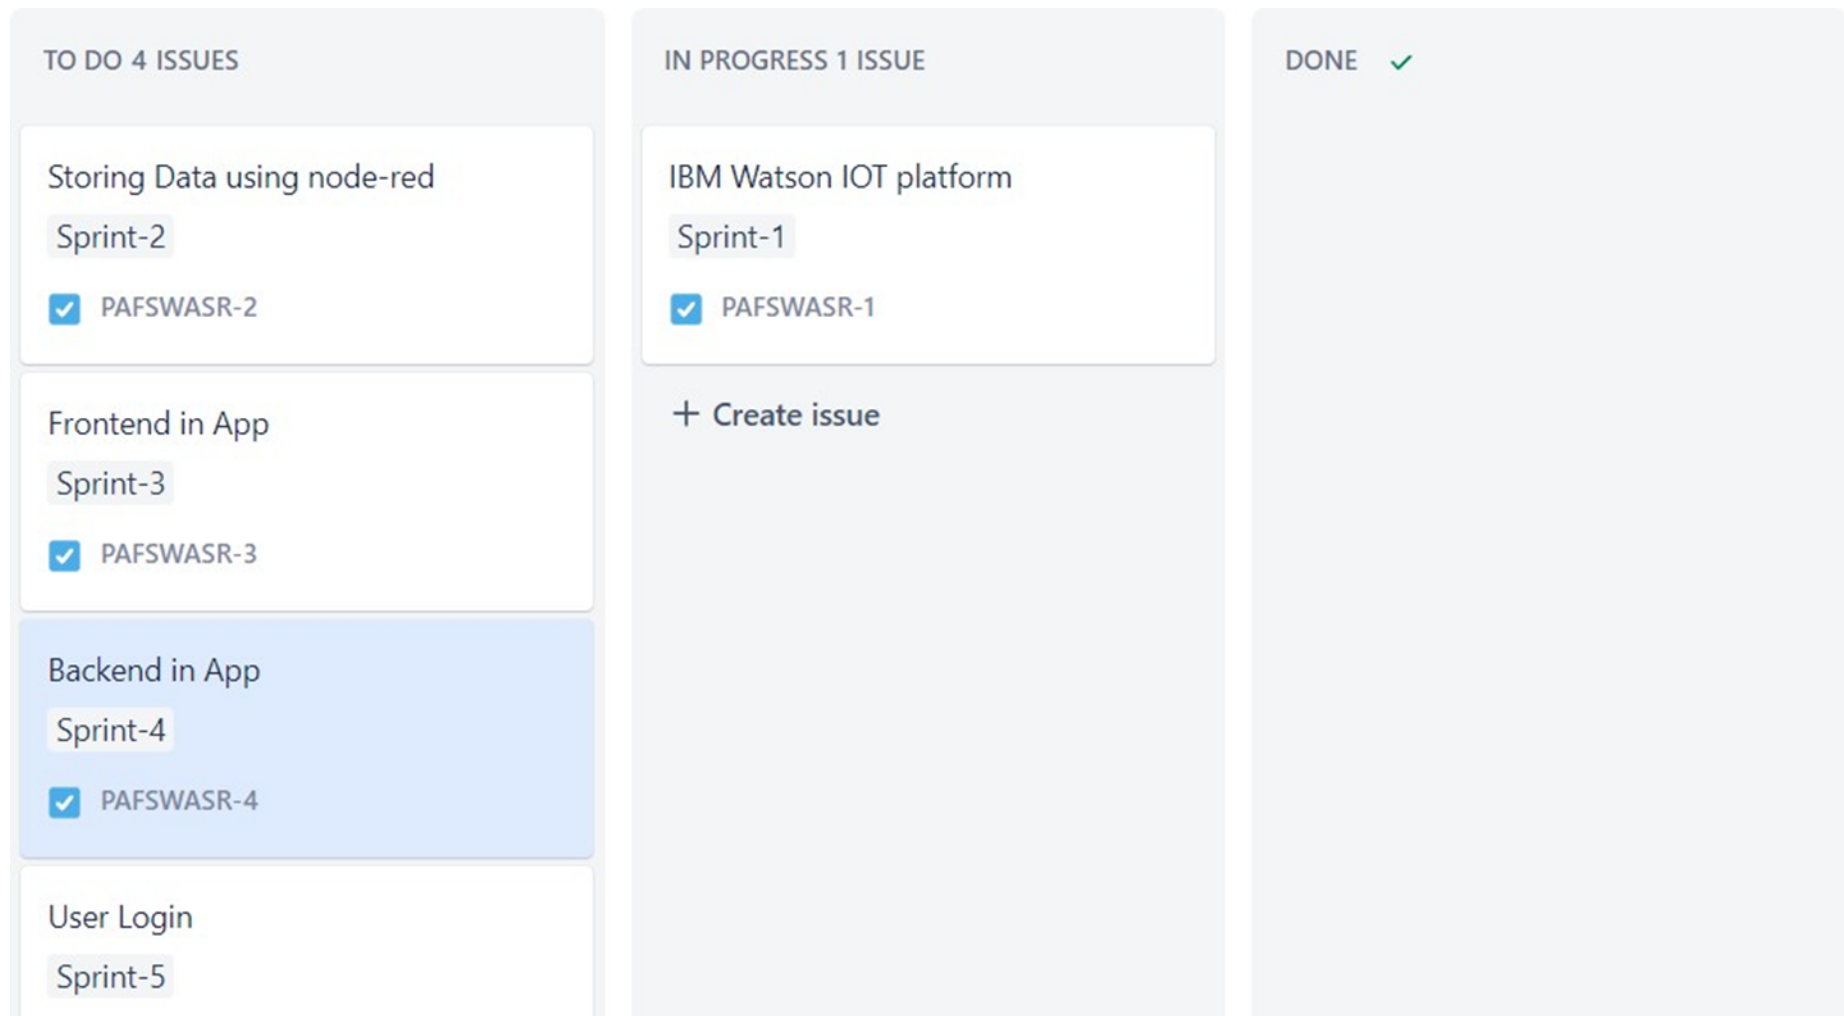 TO DO 4 ISSUES
Storing Data using node-red
Sprint-2
PAFSWASR-2
Frontend in App
Sprint-3
PAFSWASR-3
Backend in App
Sprint-4
PAFSWASR-4
User Login
Sprint-5
IN PROGRESS 1 ISSUE
IBM Watson IOT platform
Sprint-1
PAFSWASR-1
+ Create issue
DONE